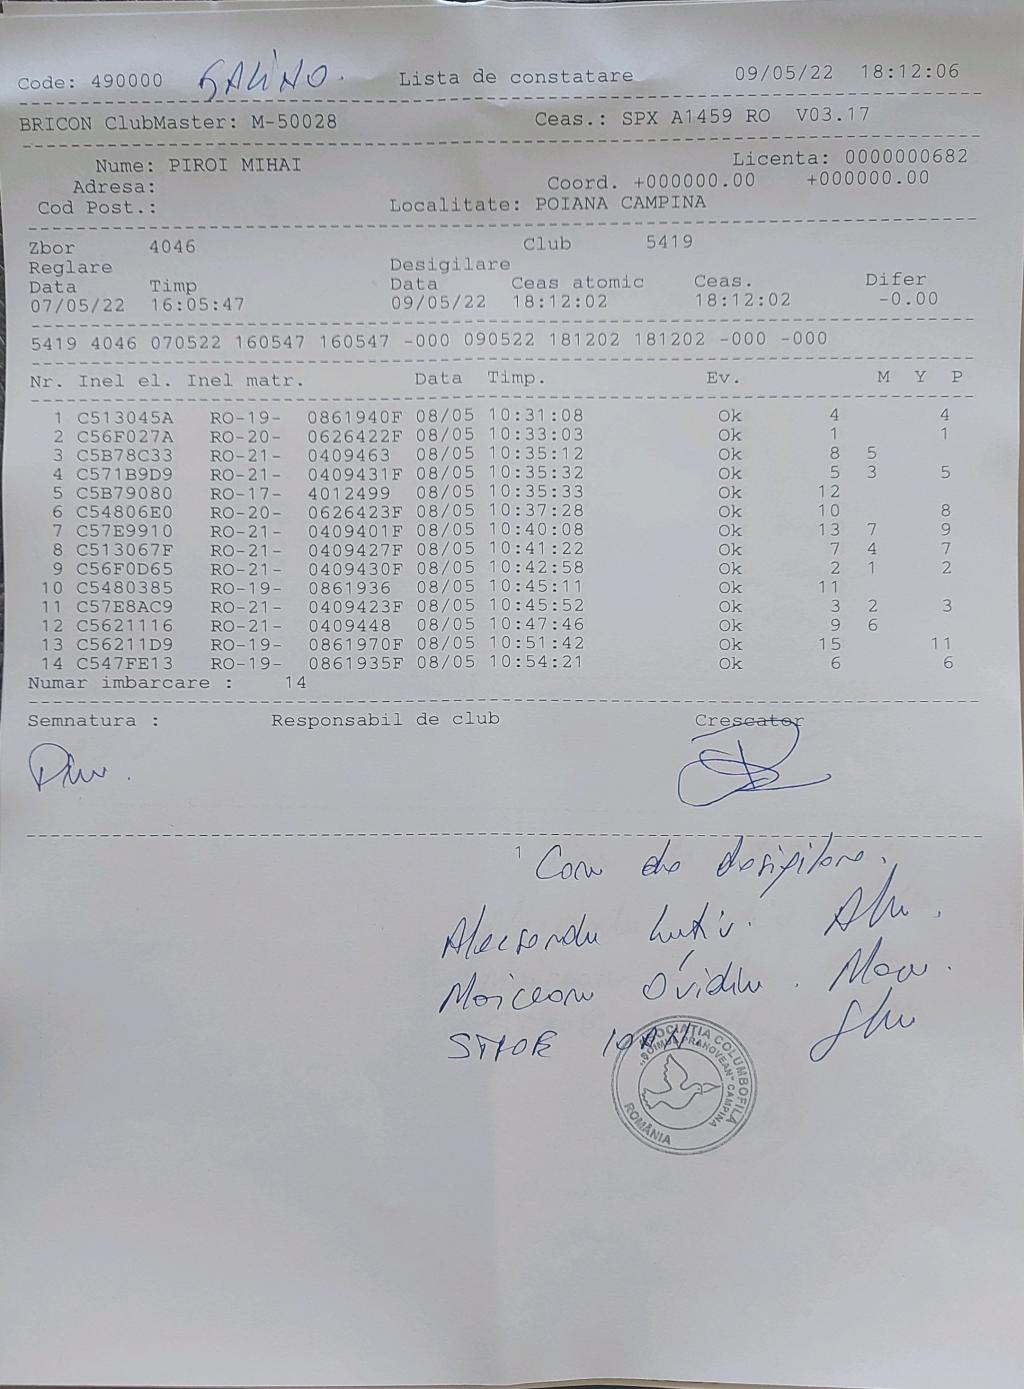 Code: 490000 Lista de constatare 09/05/22 18:12:06
BRICON ClubMaster: M-50028 Ceas.: SPX A1459 RO V03.17
Nume: PIROI MIHAI Licenta: 0000000682
Adresa: Coord. +000000.00 +000000.00
Cod Post.: Localitate: POIANA CAMPINA
Zbor 4046 Club 5419
Reglare Desigilare
Data Timp Data Ceas atomic Ceas. Difer
07/05/22 16:05:47 09/05/22 18:12:02 18:12:02 -0.00
5419 4046 070522 160547 160547 -000 090522 181202 181202 -000 -000
Nr. Inel el. Inel matr. Data Timp. Ev. M Y P
1 C513045A RO-19- 0861940F 08/05 10:31:08 Ok 4 4
2 C56F027A RO-20- 0626422F 08/05 10:33:03 Ok 1 1
3 C5B78C33 RO-21- 0409463 08/05 10:35:12 Ok 8 5
4 C571B9D9 RO-21- 0409431F 08/05 10:35:32 Ok 5 3 5
5 C5B79080 RO-17- 4012499 08/05 10:35:33 Ok 12
6 C54806E0 RO-20- 0626423F 08/05 10:37:28 Ok 10 8
7 C57E9910 RO-21- 0409401F 08/05 10:40:08 Ok 13 7 9
8 C513067F RO-21- 0409427F 08/05 10:41:22 Ok 7 4 7
9 C56F0D65 RO-21- 0409430F 08/05 10:42:58 Ok 2 1 2
10 C5480385 RO-19- 0861936 08/05 10:45:11 Ok 11
11 C57E8AC9 RO-21- 0409423F 08/05 10:45:52 Ok 3 2 3
12 C5621116 RO-21- 0409448 08/05 10:47:46 Ok 9 6
13 C56211D9 RO-19- 0861970F 08/05 10:51:42 Ok 15 11
14 C547FE13 RO-19- 0861935F 08/05 10:54:21 Ok 6 6
Numar imbarcare : 14
Semnatura : Responsabil de club Crescator
1
Ovidiu
IOAN
ASOCIATIA COLUMBOFILA
PRAHOVEAN" CAMPINA
ROMÂNIA